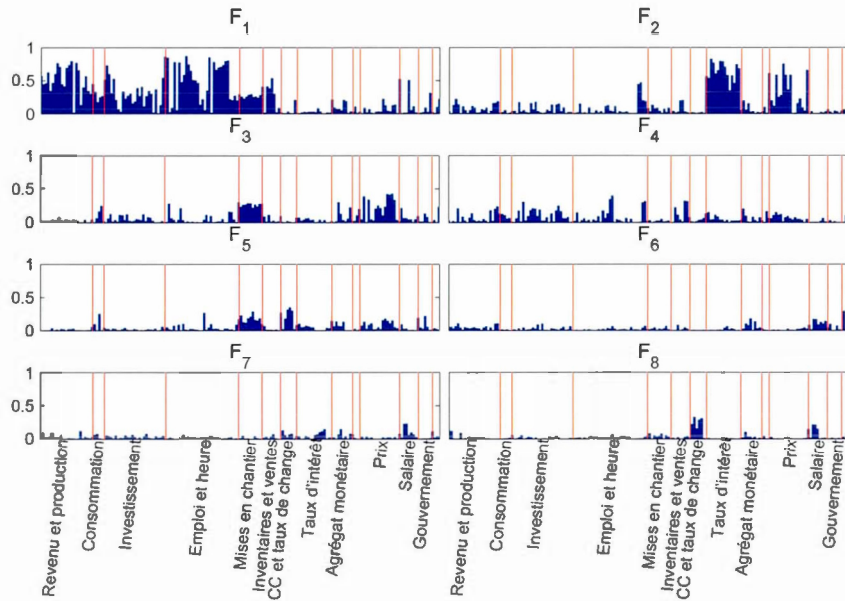 F1 F2
1
0.5
0
F3 F4
1
0.5
0
F5 F6
1
0.5
0
F7 F8
1
0.5
0
Revenu et production
Consommation
Investissement
Emploi et heure
Mises en chantier
Inventaires et ventes
CC et taux de change
Taux d'intérêt
Agrégat monétaire
Prix
Salaire
Gouvernement
Revenu et production
Consommation
Investissement
Emploi et heure
Mises en chantier
Inventaires et ventes
CC et taux de change
Taux d'intérêt
Agrégat monétaire
Prix
Salaire
Gouvernement